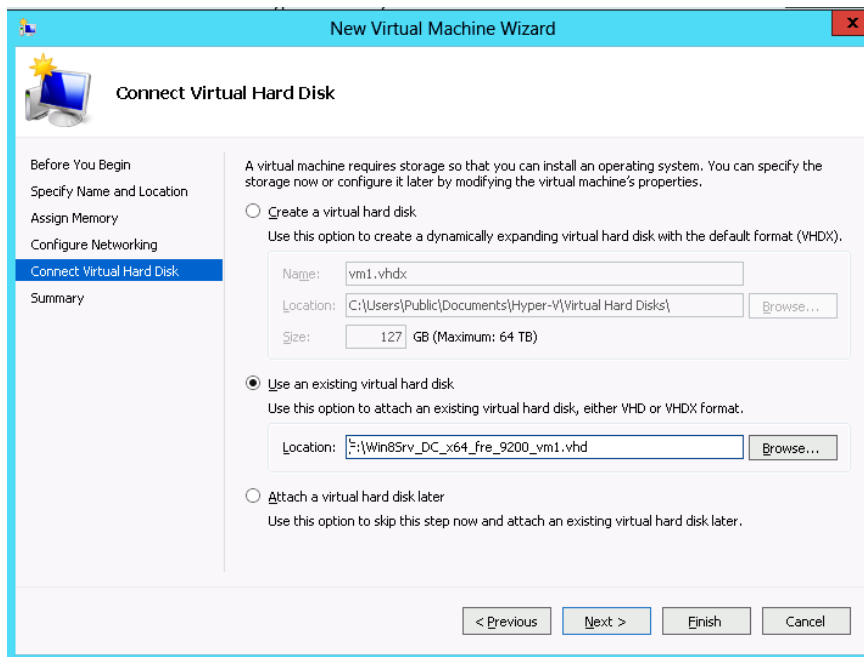 New Virtual Machine Wizard
x
Connect Virtual Hard Disk
Before You Begin
Specify Name and Location
Assign Memory
Configure Networking
Connect Virtual Hard Disk
Summary
A virtual machine requires storage so that you can install an operating system. You can specify the
storage now or configure it later by modifying the virtual machine's properties.
Create a virtual hard disk
Use this option to create a dynamically expanding virtual hard disk with the default format (VHDX).
Name: vm1.vhdx
Location: C:\Users\Public\Documents\Hyper-V\Virtual Hard Disks\ Browse...
Size: 127 GB (Maximum: 64 TB)
Use an existing virtual hard disk
Use this option to attach an existing virtual hard disk, either VHD or VHDX format.
Location: F:\Win8Srv_DC_x64_fre_9200_vm1.vhd Browse...
Attach a virtual hard disk later
Use this option to skip this step now and attach an existing virtual hard disk later.
< Previous Next > Finish Cancel